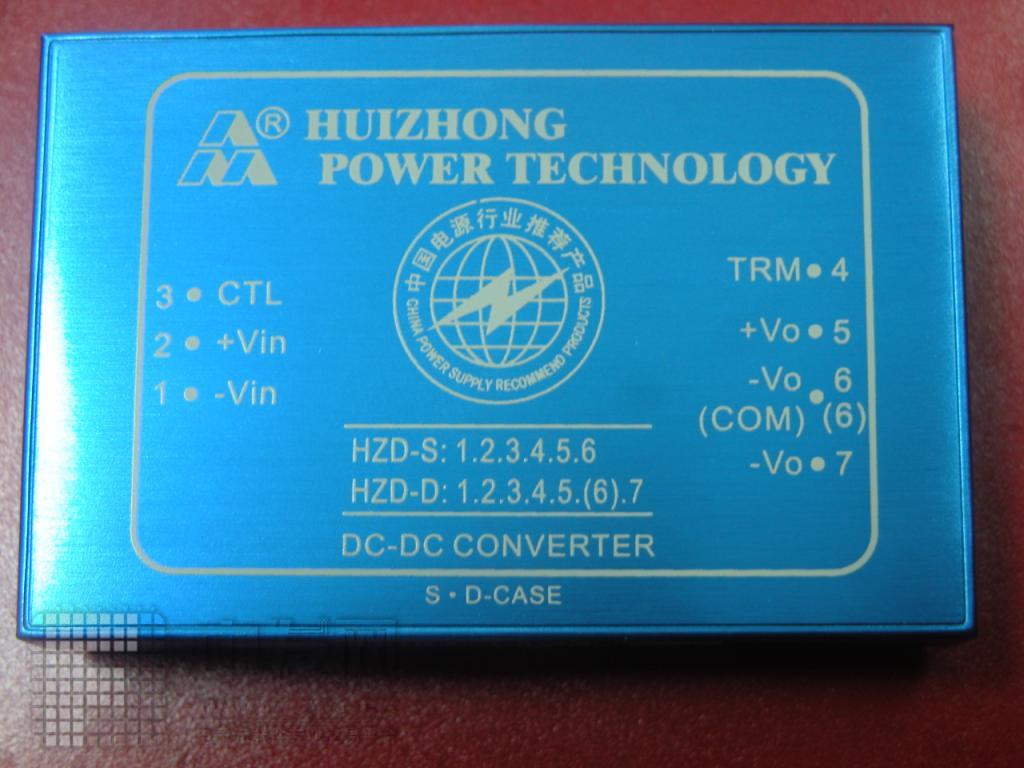 ® HUIZHONG
POWER TECHNOLOGY
中国电源行业推荐产品
CHINA POWER SUPPLY RECOMMEND PRODUCTS
3 • CTL
2 • +Vin
1 • -Vin
TRM • 4
+Vo • 5
-Vo • 6
(COM) (6)
-Vo • 7
HZD-S: 1.2.3.4.5.6
HZD-D: 1.2.3.4.5.(6).7
DC-DC CONVERTER
S • D-CASE